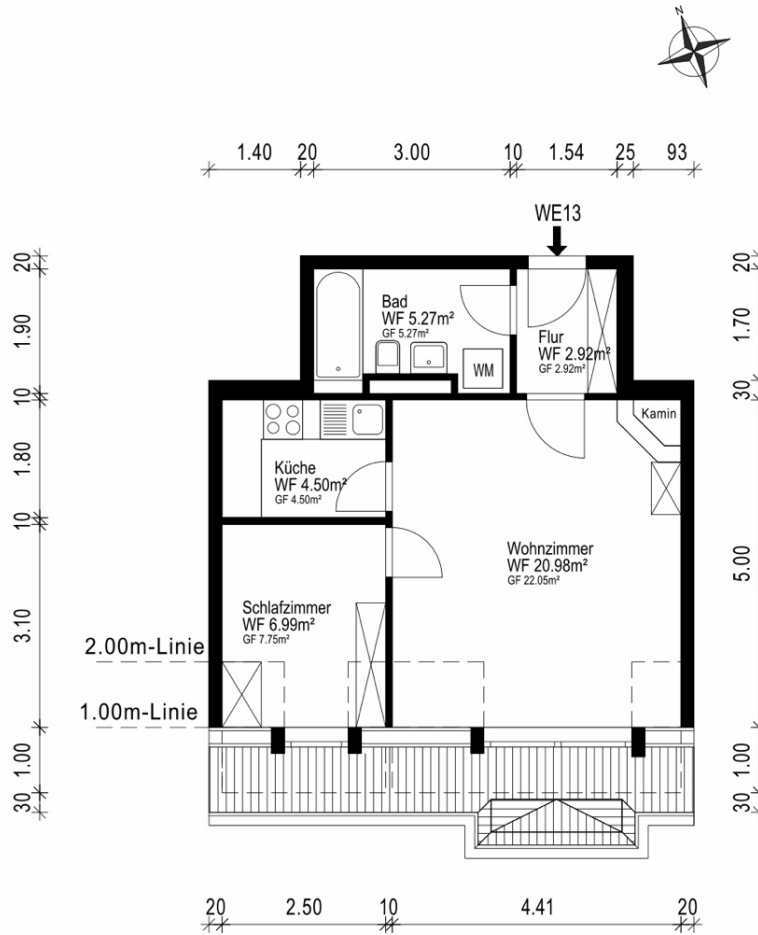 N
1.40 20 3.00 10 1.54 25 93
WE13
20
1.90
10
1.80
10
3.10
1.00
30
20
1.70
30
5.00
1.00
30
Bad
WF 5.27m²
GF 5.27m²
WM
Flur
WF 2.92m²
GF 2.92m²
Kamin
Küche
WF 4.50m²
GF 4.50m²
Wohnzimmer
WF 20.98m²
GF 22.05m²
Schlafzimmer
WF 6.99m²
GF 7.75m²
2.00m-Linie
1.00m-Linie
20 2.50 10 4.41 20